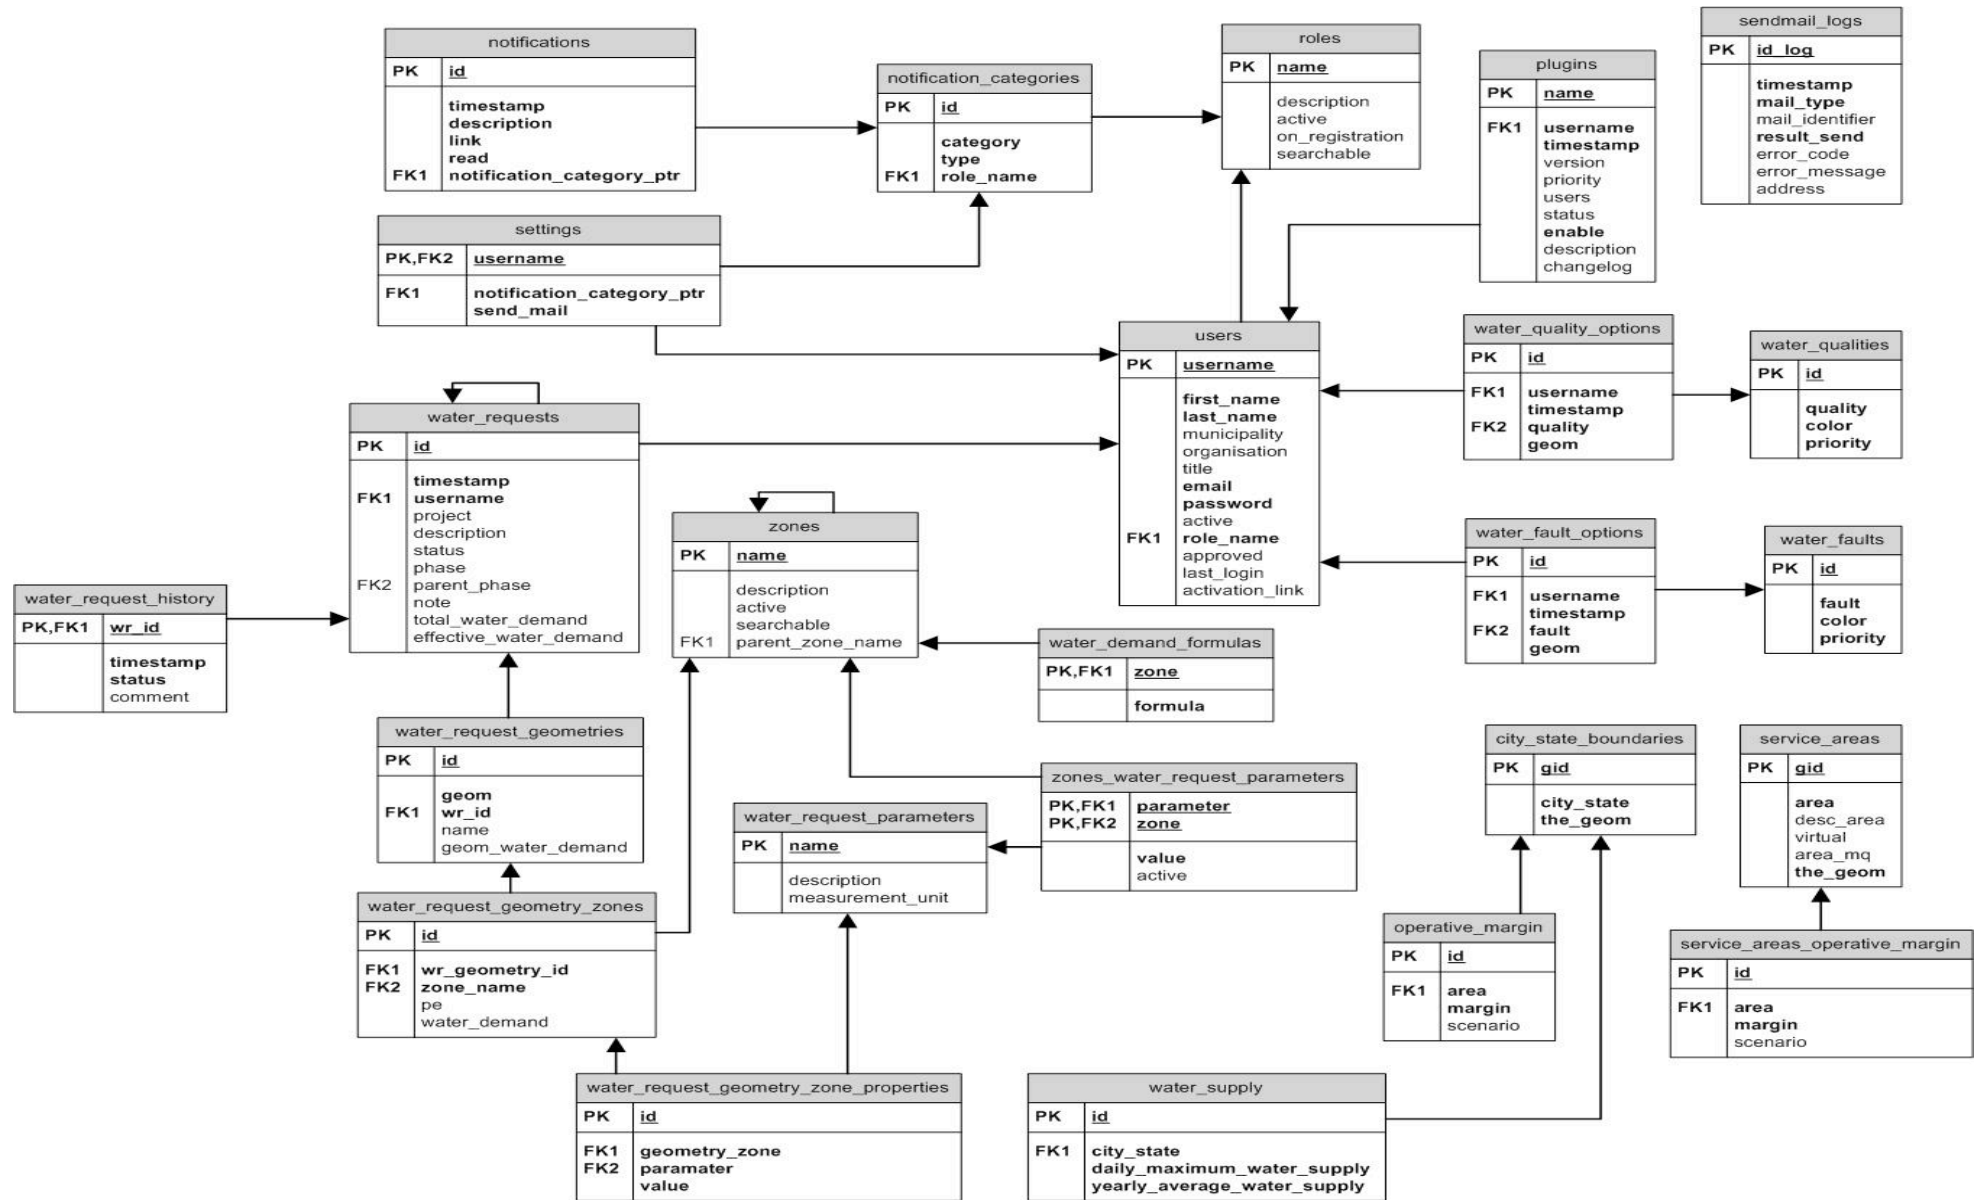 notifications
PK id
timestamp
description
link
read
FK1 notification_category_ptr
notification_categories
PK id
category
type
FK1 role_name
roles
PK name
description
active
on_registration
searchable
plugins
PK name
FK1 username
timestamp
version
priority
users
status
enable
description
changelog
sendmail_logs
PK id_log
timestamp
mail_type
mail_identifier
result_send
error_code
error_message
address
settings
PK,FK2 username
FK1 notification_category_ptr
send_mail
users
PK username
first_name
last_name
municipality
organisation
title
email
password
active
FK1 role_name
approved
last_login
activation_link
water_quality_options
PK id
FK1 username
timestamp
FK2 quality
geom
water_qualities
PK id
quality
color
priority
water_requests
PK id
timestamp
FK1 username
project
description
status
phase
FK2 parent_phase
note
total_water_demand
effective_water_demand
zones
PK name
description
active
searchable
FK1 parent_zone_name
water_fault_options
PK id
FK1 username
timestamp
FK2 fault
geom
water_faults
PK id
fault
color
priority
water_request_history
PK,FK1 wr_id
timestamp
status
comment
water_demand_formulas
PK,FK1 zone
formula
water_request_geometries
PK id
geom
FK1 wr_id
name
geom_water_demand
zones_water_request_parameters
PK,FK1 parameter
PK,FK2 zone
value
active
water_request_parameters
PK name
description
measurement_unit
city_state_boundaries
PK gid
city_state
the_geom
service_areas
PK gid
area
desc_area
virtual
area_mq
the_geom
water_request_geometry_zones
PK id
FK1 wr_geometry_id
FK2 zone_name
pe
water_demand
operative_margin
PK id
FK1 area
margin
scenario
service_areas_operative_margin
PK id
FK1 area
margin
scenario
water_request_geometry_zone_properties
PK id
FK1 geometry_zone
FK2 paramater
value
water_supply
PK id
FK1 city_state
daily_maximum_water_supply
yearly_average_water_supply